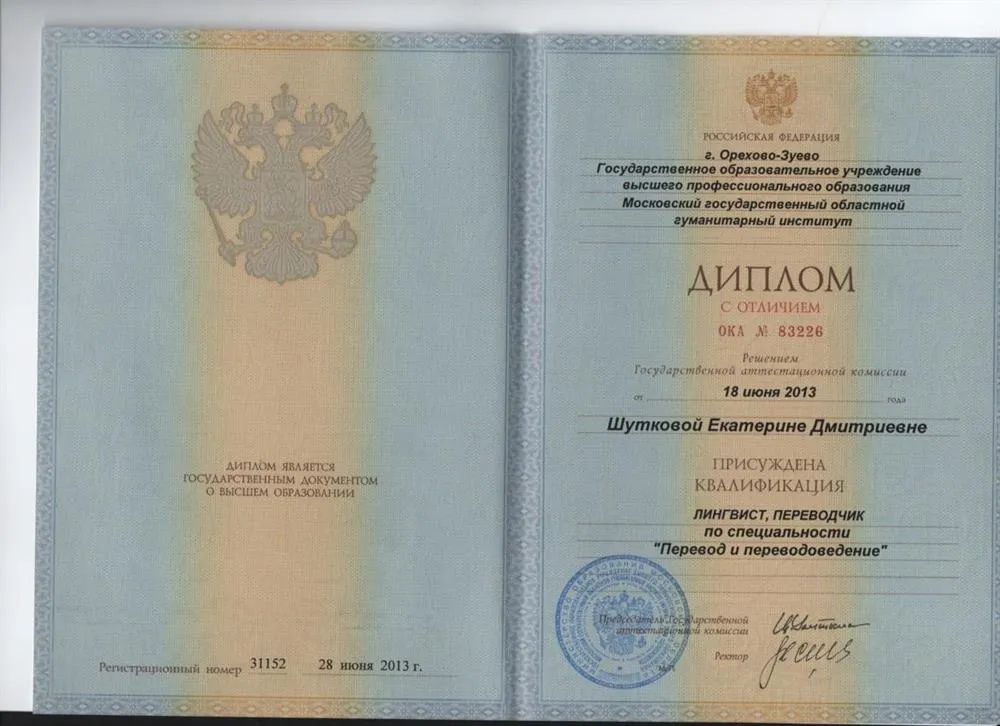 ДИПЛОМ ЯВЛЯЕТСЯ
ГОСУДАРСТВЕННЫМ ДОКУМЕНТОМ
О ВЫСШЕМ ОБРАЗОВАНИИ
Регистрационный номер 31152 28 июня 2013 г.
РОССИЙСКАЯ ФЕДЕРАЦИЯ
г. Орехово-Зуево
Государственное образовательное учреждение
высшего профессионального образования
Московский государственный областной
гуманитарный институт
ДИПЛОМ
С ОТЛИЧИЕМ
ОКА № 83226
Решением
Государственной аттестационной комиссии
от 18 июня 2013 года
Шутковой Екатерине Дмитриевне
ПРИСУЖДЕНА
КВАЛИФИКАЦИЯ
ЛИНГВИСТ, ПЕРЕВОДЧИК
по специальности
"Перевод и переводоведение"
Председатель Государственной
аттестационной комиссии
Ректор
М.П.